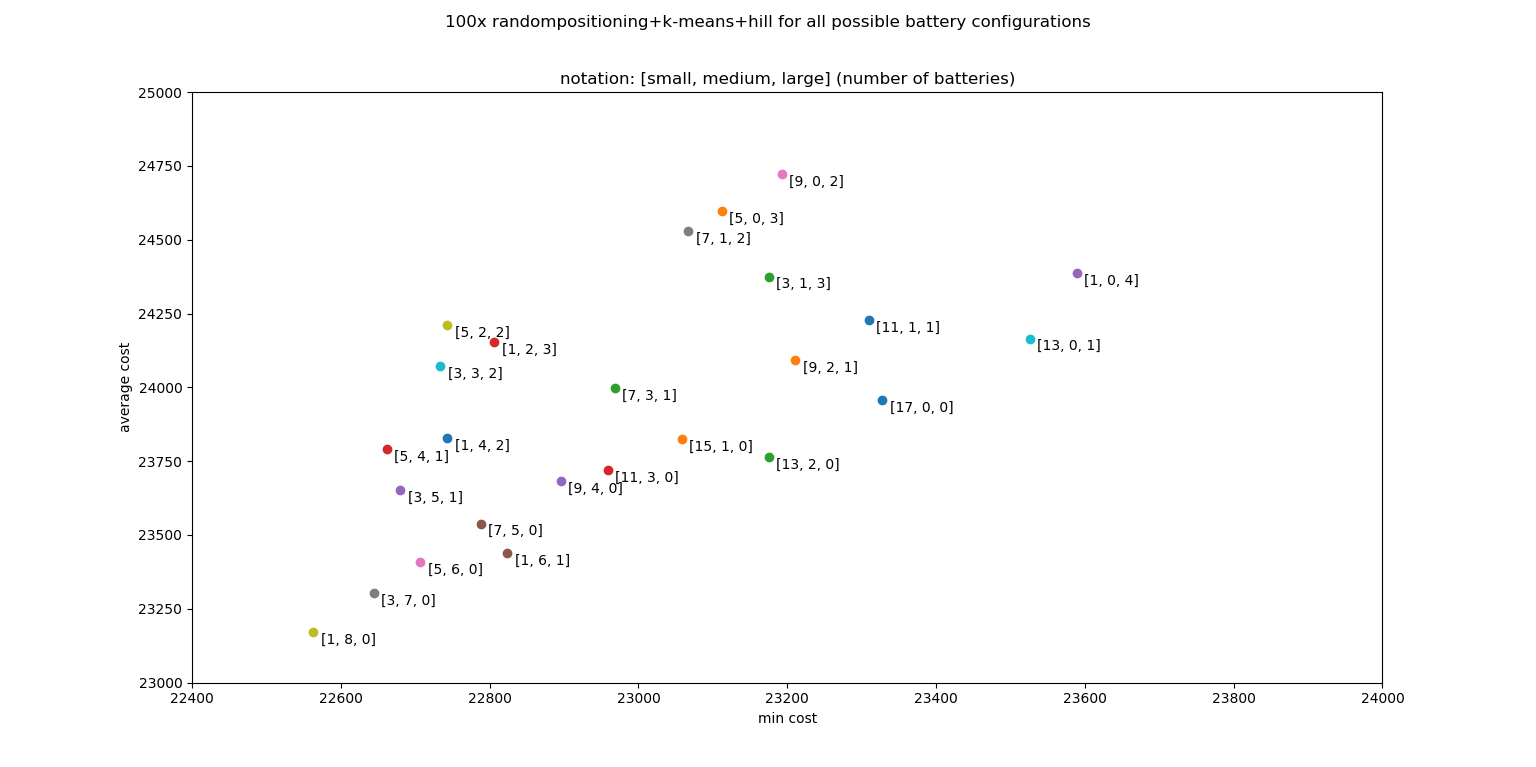 100x randompositioning+k-means+hill for all possible battery configurations
notation: [small, medium, large] (number of batteries)
25000
24750
24500
24250
24000
23750
23500
23250
23000
average cost
[9, 0, 2]
[5, 0, 3]
[7, 1, 2]
[3, 1, 3]
[1, 0, 4]
[11, 1, 1]
[5, 2, 2]
[13, 0, 1]
[1, 2, 3]
[9, 2, 1]
[3, 3, 2]
[7, 3, 1]
[17, 0, 0]
[1, 4, 2]
[15, 1, 0]
[5, 4, 1]
[13, 2, 0]
[11, 3, 0]
[9, 4, 0]
[3, 5, 1]
[7, 5, 0]
[1, 6, 1]
[5, 6, 0]
[3, 7, 0]
[1, 8, 0]
22400 22600 22800 23000 23200 23400 23600 23800 24000
min cost